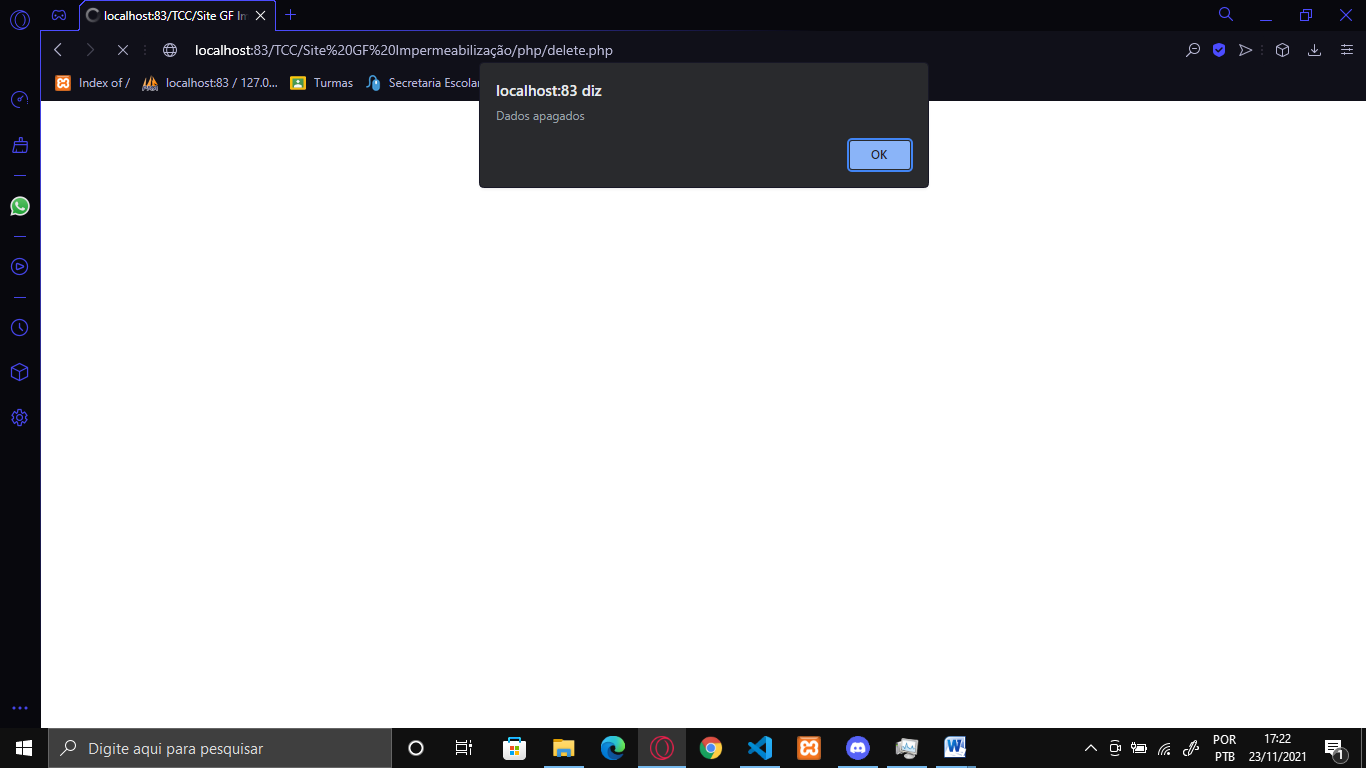 localhost:83/TCC/Site GF Im
localhost:83/TCC/Site%20GF%20Impermeabilização/php/delete.php
Index of /
localhost:83 / 127.0...
Turmas
Secretaria Escolar
localhost:83 diz
Dados apagados
OK
Digite aqui para pesquisar
POR
PTB
17:22
23/11/2021
1